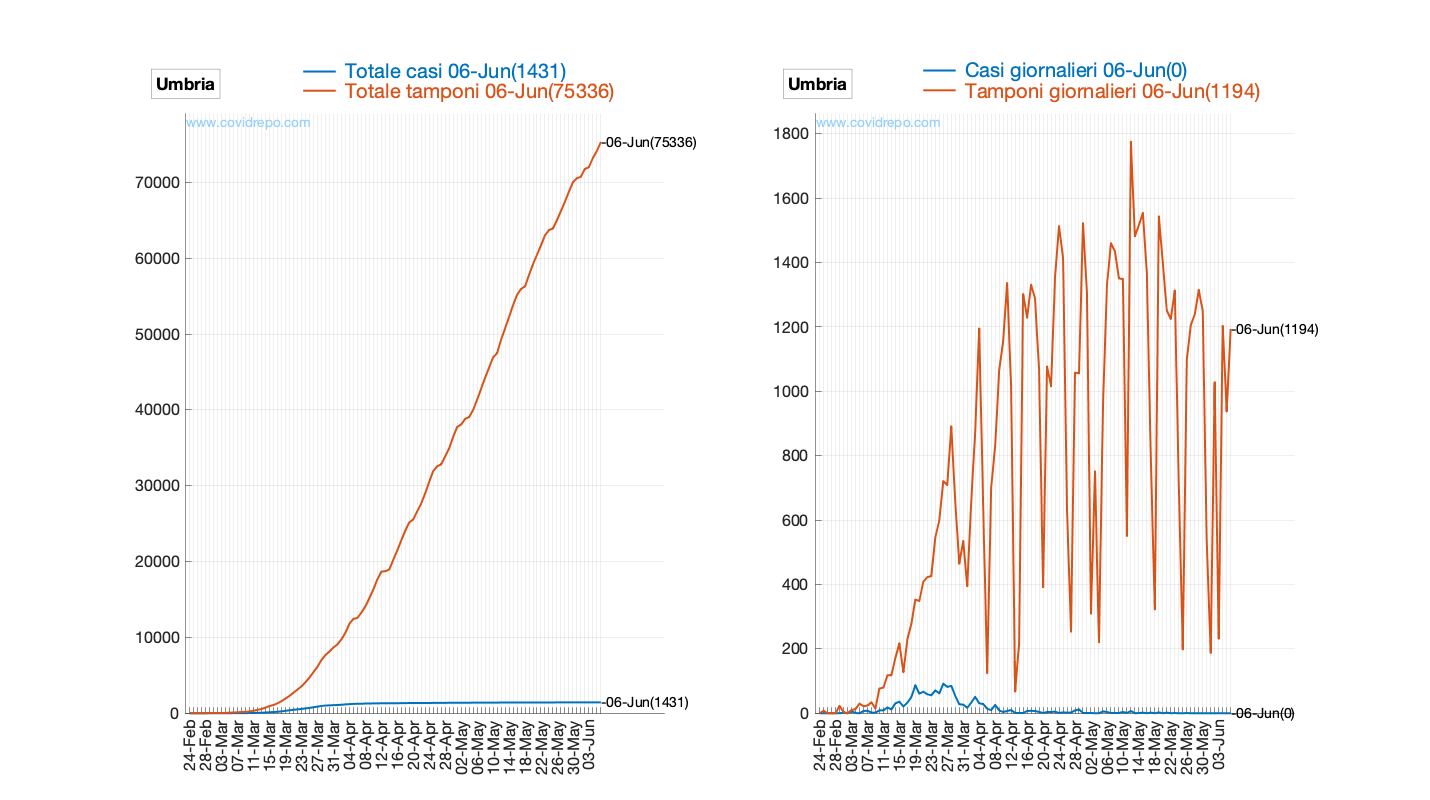 Umbria
Totale casi 06-Jun(1431)
Totale tamponi 06-Jun(75336)
www.covidrepo.com
06-Jun(75336)
70000
60000
50000
40000
30000
20000
10000
0
06-Jun(1431)
24-Feb
28-Feb
03-Mar
07-Mar
11-Mar
15-Mar
19-Mar
23-Mar
27-Mar
31-Mar
04-Apr
08-Apr
12-Apr
16-Apr
20-Apr
24-Apr
28-Apr
02-May
06-May
10-May
14-May
18-May
22-May
26-May
30-May
03-Jun
Umbria
Casi giornalieri 06-Jun(0)
Tamponi giornalieri 06-Jun(1194)
www.covidrepo.com
1800
1600
1400
1200
1000
800
600
400
200
0
06-Jun(1194)
06-Jun(0)
24-Feb
28-Feb
03-Mar
07-Mar
11-Mar
15-Mar
19-Mar
23-Mar
27-Mar
31-Mar
04-Apr
08-Apr
12-Apr
16-Apr
20-Apr
24-Apr
28-Apr
02-May
06-May
10-May
14-May
18-May
22-May
26-May
30-May
03-Jun